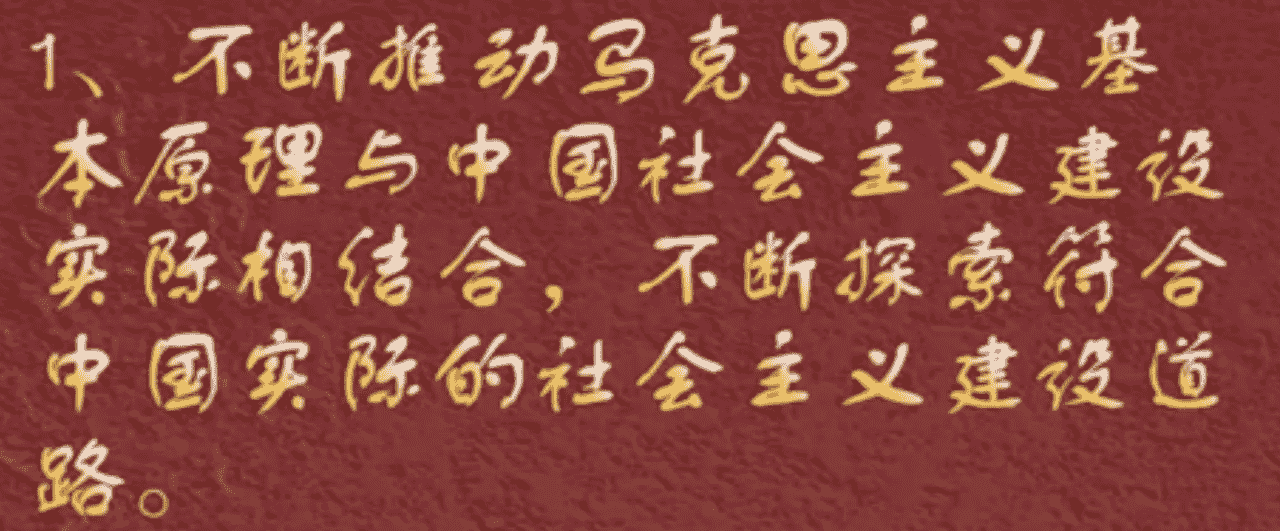 1、不断推动马克思主义基
本原理与中国社会主义建设
实际相结合，不断探索符合
中国实际的社会主义建设道
路。